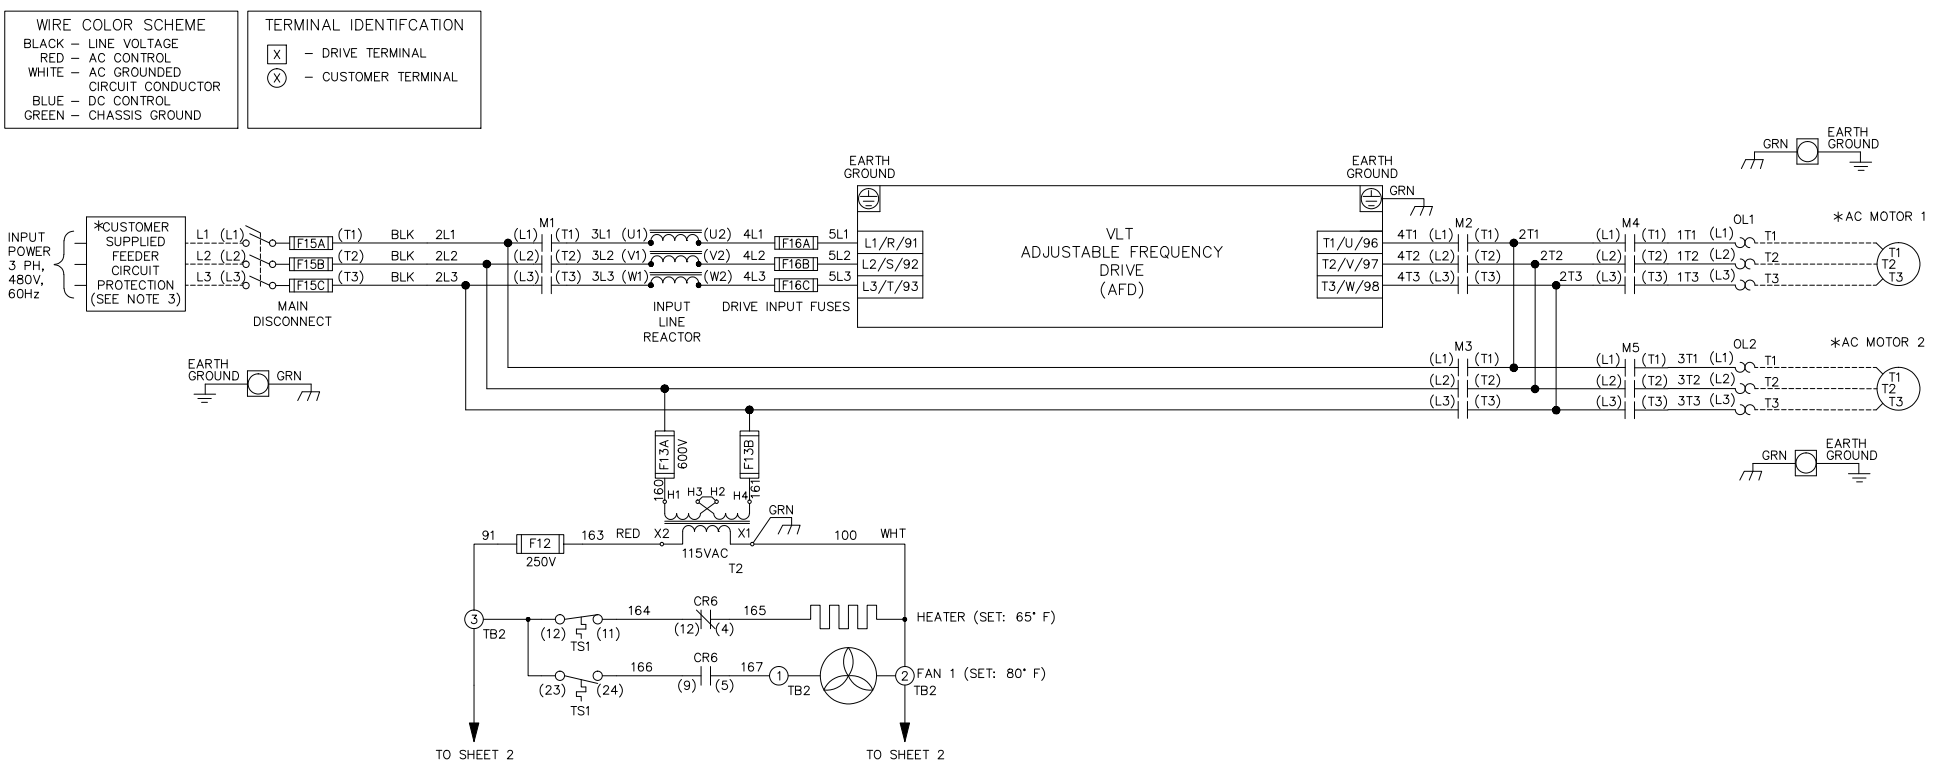 WIRE COLOR SCHEME
BLACK – LINE VOLTAGE
RED – AC CONTROL
WHITE – AC GROUNDED
CIRCUIT CONDUCTOR
BLUE – DC CONTROL
GREEN – CHASSIS GROUND
TERMINAL IDENTIFCATION
X – DRIVE TERMINAL
X – CUSTOMER TERMINAL
INPUT
POWER
3 PH,
480V,
60Hz
*CUSTOMER
SUPPLIED
FEEDER
CIRCUIT
PROTECTION
(SEE NOTE 3)
L1 (L1) F15A (T1) BLK 2L1 (L1) M1 (T1) 3L1 (U1) (U2) 4L1 F16A 5L1 L1/R/91
L2 (L2) F15B (T2) BLK 2L2 (L2) (T2) 3L2 (V1) (V2) 4L2 F16B 5L2 L2/S/92
L3 (L3) F15C (T3) BLK 2L3 (L3) (T3) 3L3 (W1) (W2) 4L3 F16C 5L3 L3/T/93
MAIN
DISCONNECT
INPUT
LINE
REACTOR
DRIVE INPUT FUSES
EARTH
GROUND
VLT
ADJUSTABLE FREQUENCY
DRIVE
(AFD)
EARTH
GROUND
GRN
T1/U/96 4T1 (L1) M2 (T1) 2T1 (L1) M4 (T1) 1T1 (L1) OL1 T1
T2/V/97 4T2 (L2) (T2) 2T2 (L2) (T2) 1T2 (L2) T2
T3/W/98 4T3 (L3) (T3) 2T3 (L3) (T3) 1T3 (L3) T3
*AC MOTOR 1
T1
T2
T3
GRN
EARTH
GROUND
(L1) M3 (T1) (L1) M5 (T1) 3T1 (L1) OL2 T1
(L2) (T2) (L2) (T2) 3T2 (L2) T2
(L3) (T3) (L3) (T3) 3T3 (L3) T3
*AC MOTOR 2
T1
T2
T3
GRN
EARTH
GROUND
EARTH
GROUND
GRN
F13A
600V
F13B
160
161
H1 H3 H2 H4
GRN
91 F12 163 RED X2 X1 100 WHT
250V
115VAC
T2
3
TB2
(12) (11)
TS1
164
CR6
(12) (4)
165
HEATER (SET: 65° F)
(23) (24)
TS1
166
CR6
(9) (5)
167
1
TB2
2
TB2
FAN 1 (SET: 80° F)
TO SHEET 2
TO SHEET 2